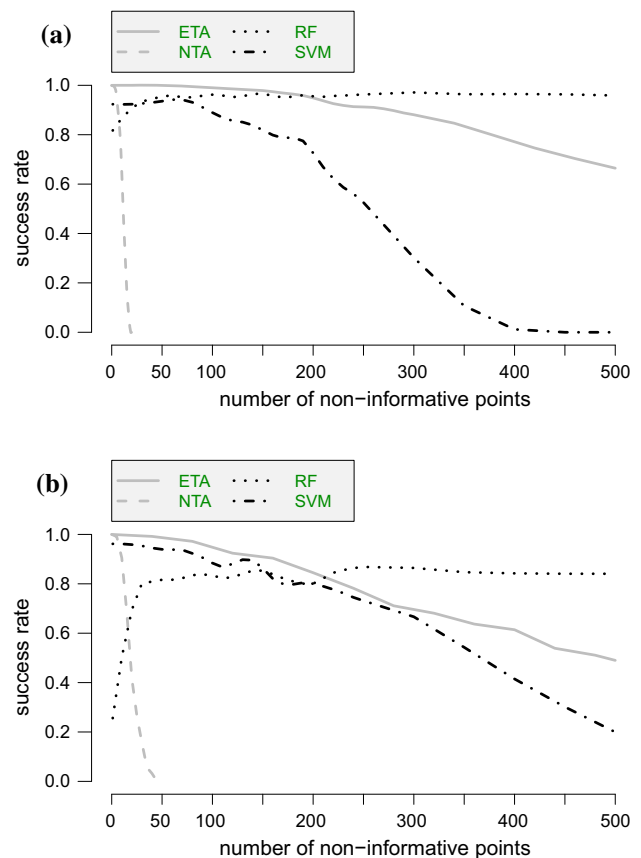 (a)
ETA RF
NTA SVM
1.0
0.8
0.6
0.4
0.2
0.0
success rate
0 50 100 200 300 400 500
number of non−informative points
(b)
ETA RF
NTA SVM
1.0
0.8
0.6
0.4
0.2
0.0
success rate
0 50 100 200 300 400 500
number of non−informative points